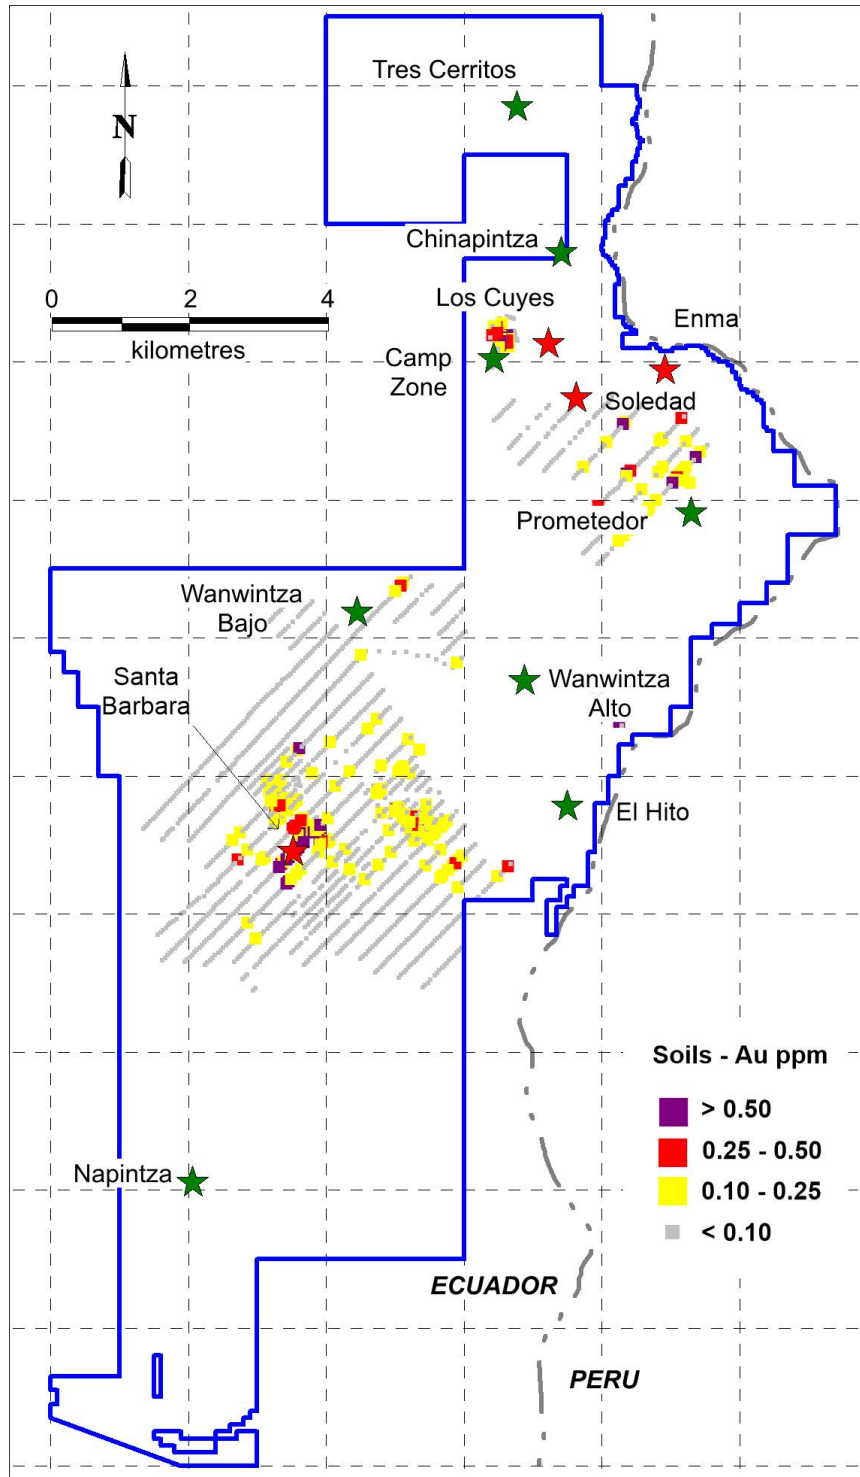 Tres Cerritos
N
Chinapintza
0 2 4
kilometres
Los Cuyes
Enma
Camp
Zone
Soledad
Prometedor
Wanwintza
Bajo
Santa
Barbara
Wanwintza
Alto
El Hito
Soils - Au ppm
> 0.50
0.25 - 0.50
0.10 - 0.25
< 0.10
Napintza
ECUADOR
PERU